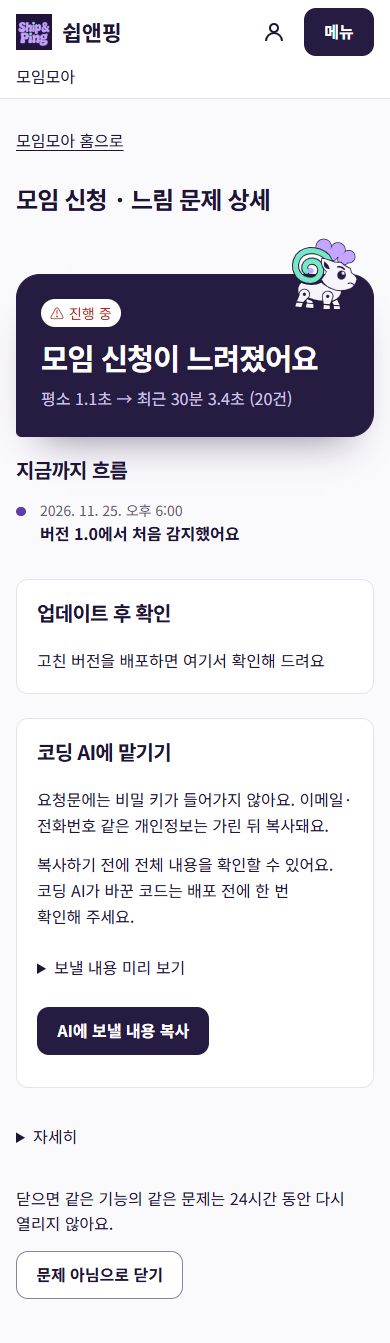 Ship&
Ping
쉽앤핑
메뉴
모임모아
모임모아 홈으로
모임 신청 · 느림 문제 상세
진행 중
모임 신청이 느려졌어요
평소 1.1초 → 최근 30분 3.4초 (20건)
지금까지 흐름
2026. 11. 25. 오후 6:00
버전 1.0에서 처음 감지했어요
업데이트 후 확인
고친 버전을 배포하면 여기서 확인해 드려요
코딩 AI에 맡기기
요청문에는 비밀 키가 들어가지 않아요. 이메일·
전화번호 같은 개인정보는 가린 뒤 복사돼요.
복사하기 전에 전체 내용을 확인할 수 있어요.
코딩 AI가 바꾼 코드는 배포 전에 한 번
확인해 주세요.
▶ 보낼 내용 미리 보기
AI에 보낼 내용 복사
▶ 자세히
닫으면 같은 기능의 같은 문제는 24시간 동안 다시
열리지 않아요.
문제 아님으로 닫기